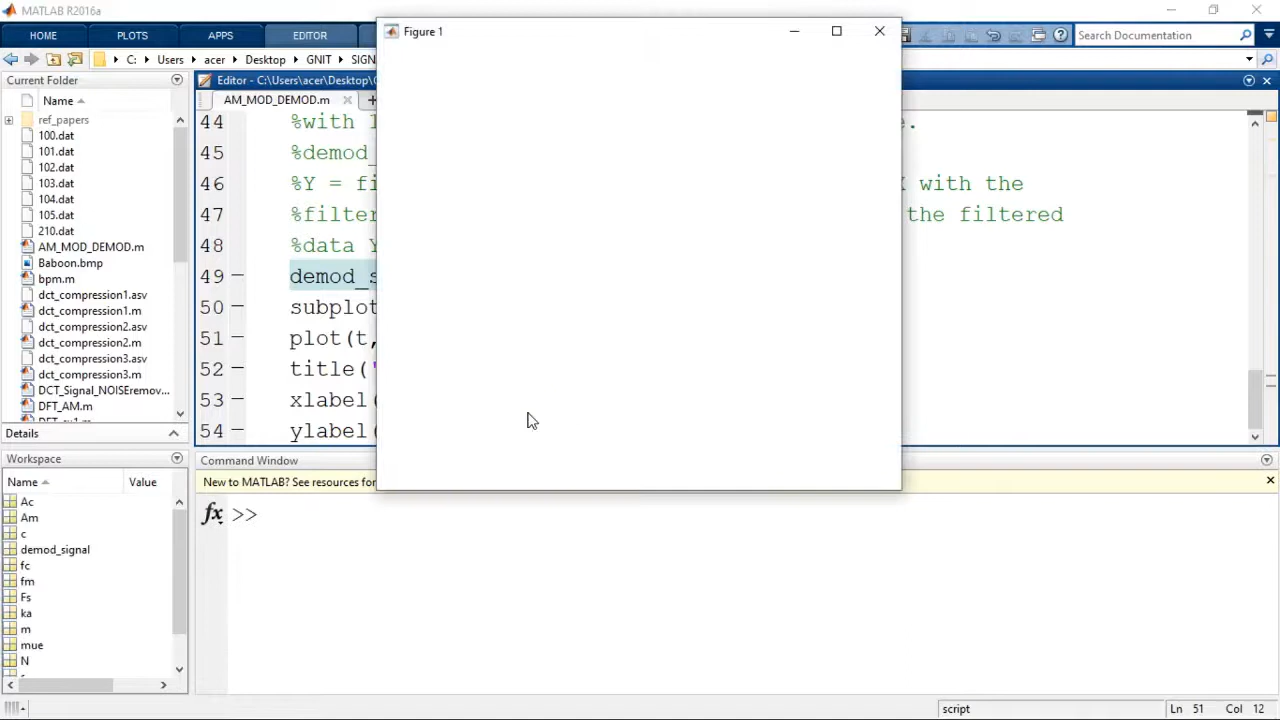 MATLAB R2016a
HOME
PLOTS
APPS
EDITOR
Search Documentation
C: Users acer Desktop GNIT
Current Folder
Name
ref_papers
100.dat
101.dat
102.dat
103.dat
104.dat
105.dat
210.dat
AM_MOD_DEMOD.m
Baboon.bmp
bpm.m
dct_compression1.asv
dct_compression1.m
dct_compression2.asv
dct_compression2.m
dct_compression3.asv
dct_compression3.m
DCT_Signal_NOISEremov...
DFT_AM.m
Details
Workspace
Name Value
Ac
Am
c
demod_signal
fc
fm
Fs
ka
m
mue
N
Editor - C:\Users\acer\Desktop\
AM_MOD_DEMOD.m
44 %with
45 %demod_
46 %Y = with the
47 %filter the filtered
48 %data Y
49 demod_s
50 subplot
51 plot(t,
52 title('
53 xlabel(
54 ylabel(
Figure 1
Command Window
New to MATLAB? See resources for
fx >>
script
Ln 51 Col 12